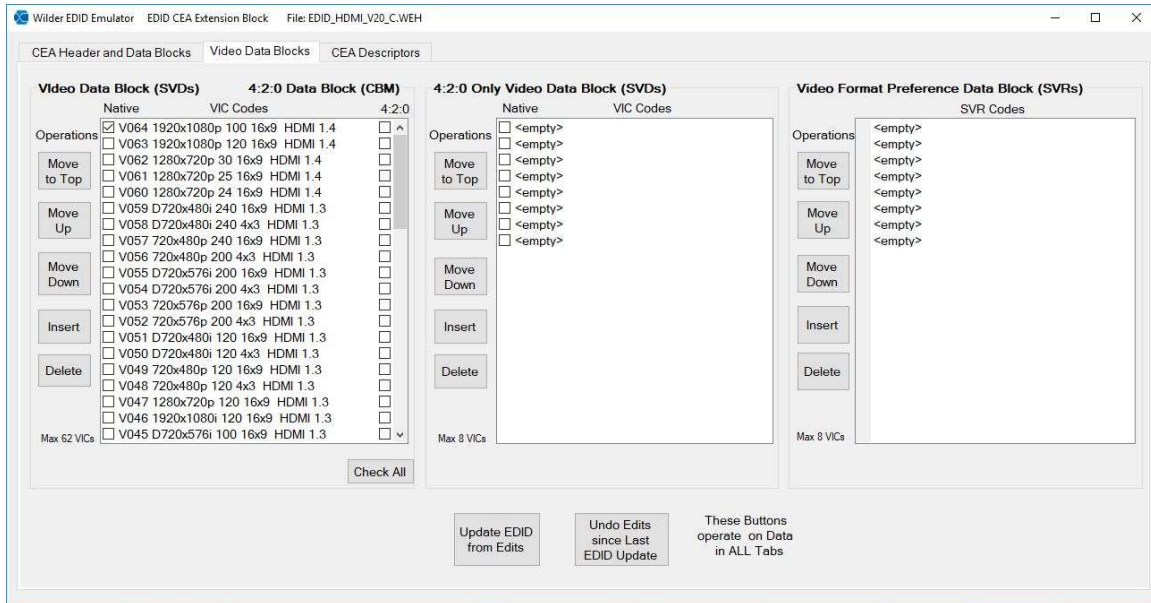 Wilder EDID Emulator EDID CEA Extension Block File: EDID_HDMI_V20_C.WEH
CEA Header and Data Blocks Video Data Blocks CEA Descriptors
VIdeo Data Block (SVDs) 4:2:0 Data Block (CBM)
Native VIC Codes 4:2:0
Operations
V064 1920x1080p 100 16x9 HDMI 1.4
V063 1920x1080p 120 16x9 HDMI 1.4
V062 1280x720p 30 16x9 HDMI 1.4
V061 1280x720p 25 16x9 HDMI 1.4
V060 1280x720p 24 16x9 HDMI 1.4
V059 D720x480i 240 16x9 HDMI 1.3
V058 D720x480i 240 4x3 HDMI 1.3
V057 720x480p 240 16x9 HDMI 1.3
V056 720x480p 200 4x3 HDMI 1.3
V055 D720x576i 200 16x9 HDMI 1.3
V054 D720x576i 200 4x3 HDMI 1.3
V053 720x576p 200 16x9 HDMI 1.3
V052 720x576p 200 4x3 HDMI 1.3
V051 D720x480i 120 16x9 HDMI 1.3
V050 D720x480i 120 4x3 HDMI 1.3
V049 720x480p 120 16x9 HDMI 1.3
V048 720x480p 120 4x3 HDMI 1.3
V047 1280x720p 120 16x9 HDMI 1.3
V046 1920x1080i 120 16x9 HDMI 1.3
V045 D720x576i 100 16x9 HDMI 1.3
Move
to Top
Move
Up
Move
Down
Insert
Delete
Max 62 VICs
Check All
4:2:0 Only Video Data Block (SVDs)
Native VIC Codes
Operations
<empty>
<empty>
<empty>
<empty>
<empty>
<empty>
<empty>
<empty>
Move
to Top
Move
Up
Move
Down
Insert
Delete
Max 8 VICs
Video Format Preference Data Block (SVRs)
SVR Codes
Operations
<empty>
<empty>
<empty>
<empty>
<empty>
<empty>
<empty>
<empty>
Move
to Top
Move
Up
Move
Down
Insert
Delete
Max 8 VICs
Update EDID
from Edits
Undo Edits
since Last
EDID Update
These Buttons
operate on Data
in ALL Tabs